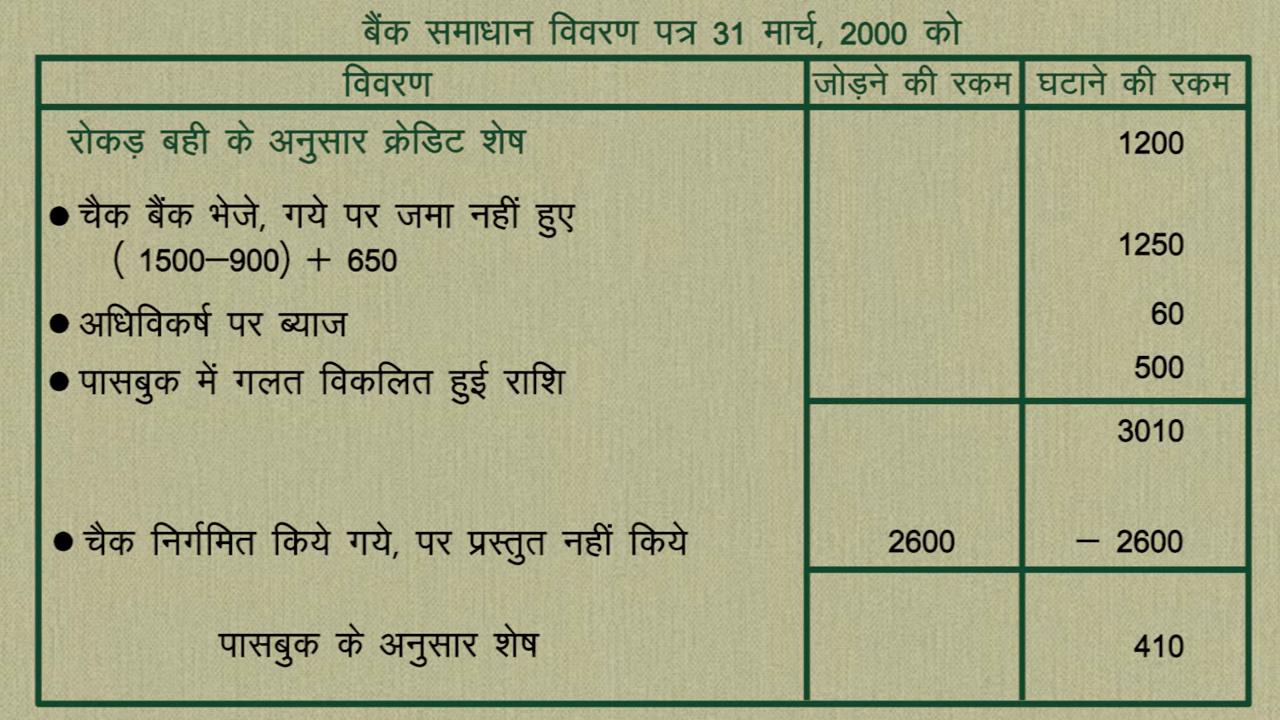 बैंक समाधान विवरण पत्र 31 मार्च, 2000 को
विवरण जोड़ने की रकम घटाने की रकम
रोकड़ बही के अनुसार क्रेडिट शेष 1200
● चैक बैंक भेजे, गये पर जमा नहीं हुए
( 1500–900) + 650 1250
● अधिविकर्ष पर ब्याज 60
● पासबुक में गलत विकलित हुई राशि 500
3010
● चैक निर्गमित किये गये, पर प्रस्तुत नहीं किये 2600 – 2600
पासबुक के अनुसार शेष 410